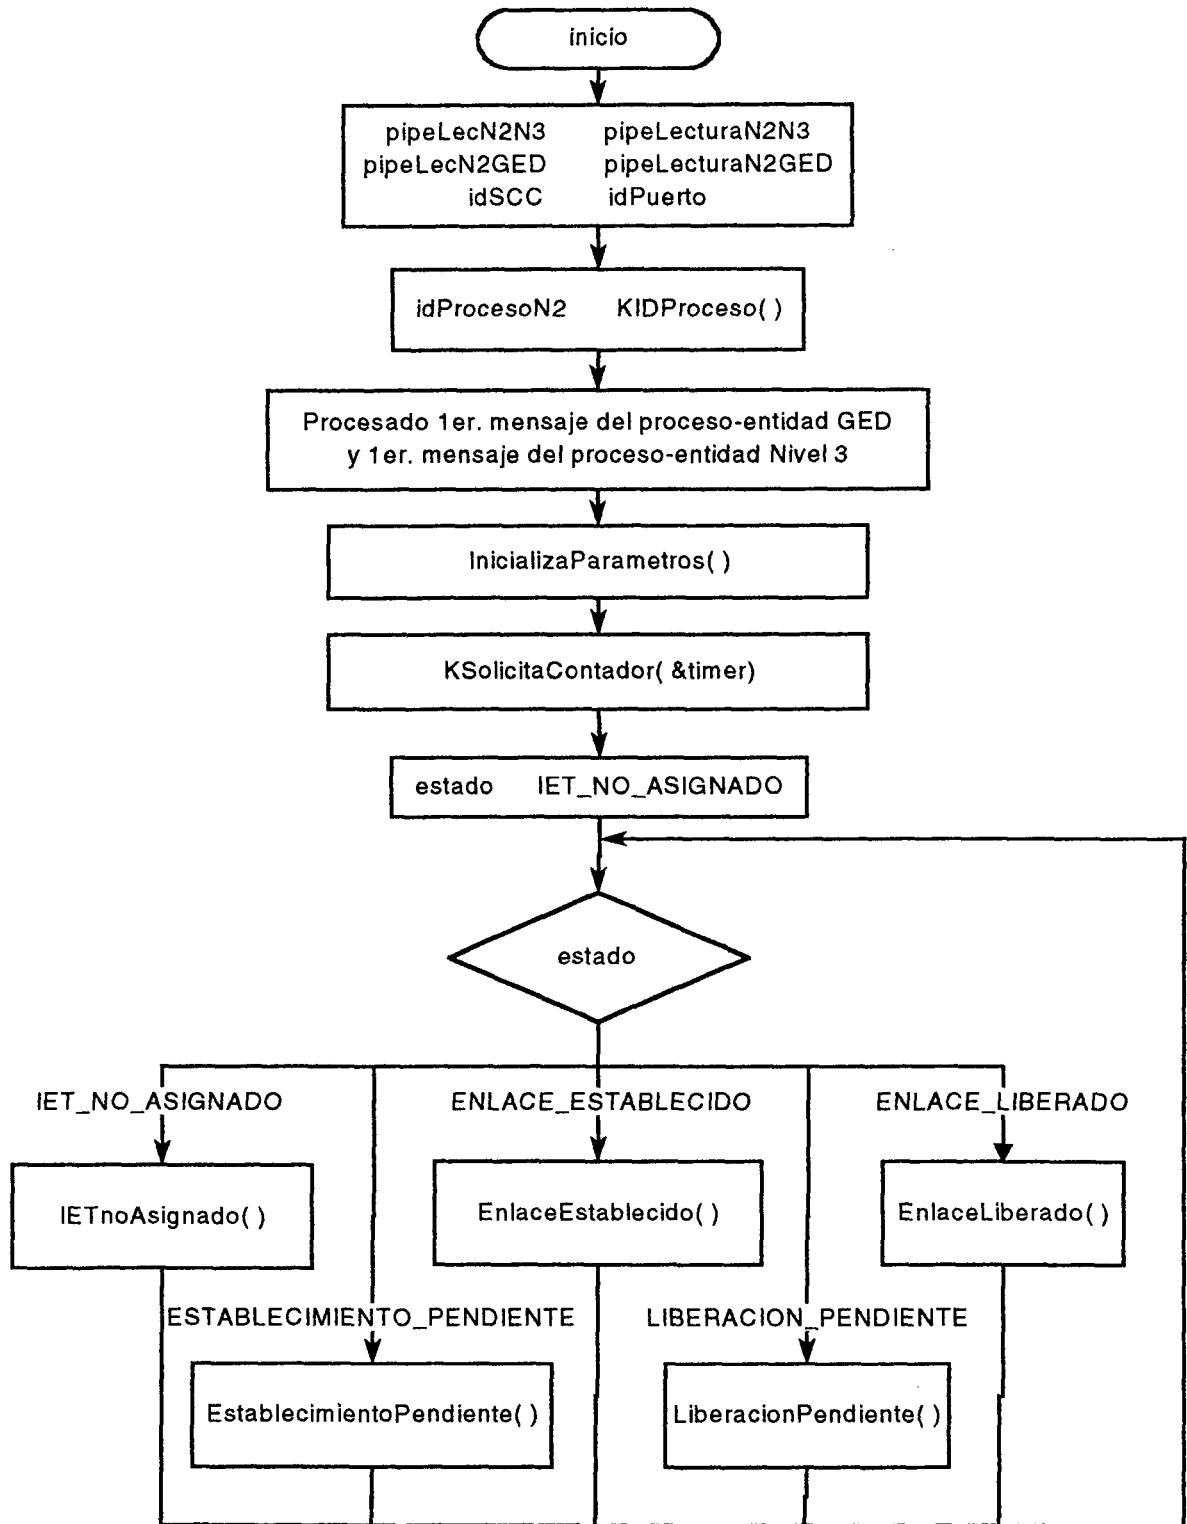 inicio
pipeLecN2N3 pipeLecturaN2N3
pipeLecN2GED pipeLecturaN2GED
idSCC idPuerto
idProcesoN2 KIDProceso( )
Procesado 1er. mensaje del proceso-entidad GED
y 1er. mensaje del proceso-entidad Nivel 3
InicializaParametros( )
KSolicitaContador( &timer)
estado IET_NO_ASIGNADO
estado
IET_NO_ASIGNADO ENLACE_ESTABLECIDO ENLACE_LIBERADO
IETnoAsignado( ) EnlaceEstablecido( ) EnlaceLiberado( )
ESTABLECIMIENTO_PENDIENTE LIBERACION_PENDIENTE
EstablecimientoPendiente( ) LiberacionPendiente( )